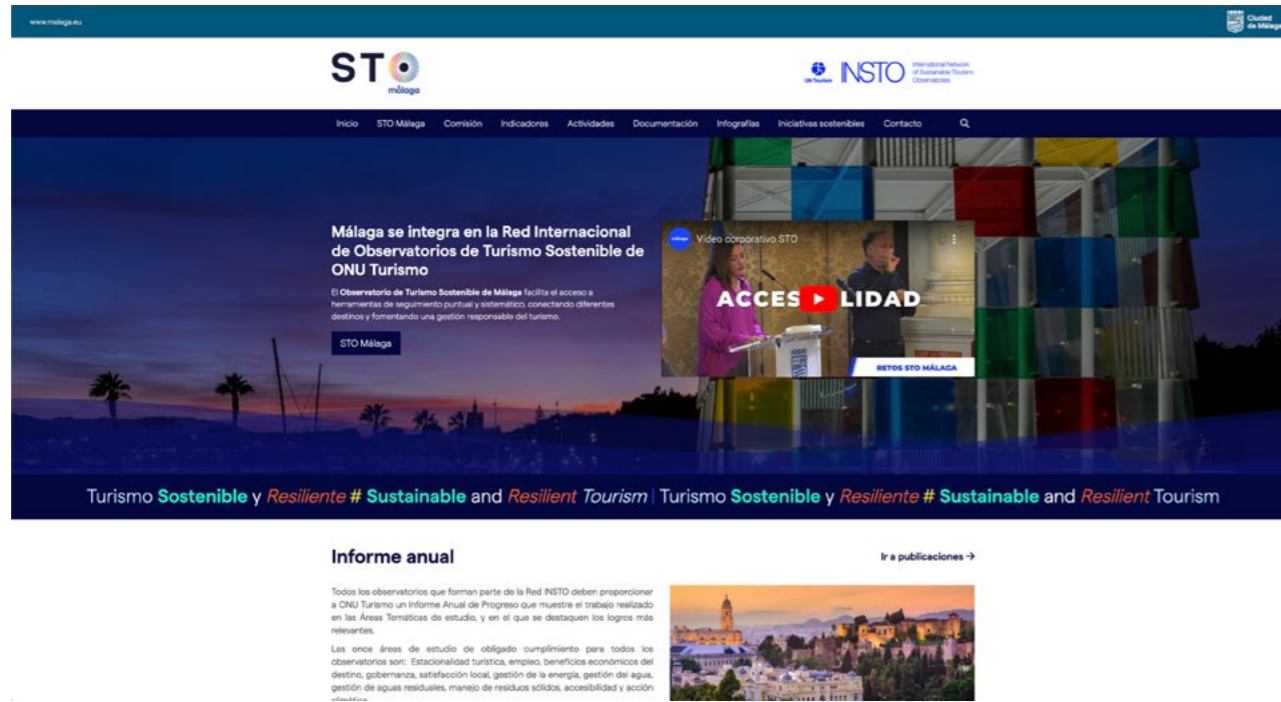 www.malaga.eu
Ciudad
de Málaga
STO
málaga
UN Tourism
INSTO
International Network
of Sustainable Tourism
Observatories
Inicio STO Málaga Comisión Indicadores Actividades Documentación Infografías Iniciativas sostenibles Contacto
Málaga se integra en la Red Internacional
de Observatorios de Turismo Sostenible de
ONU Turismo
El Observatorio de Turismo Sostenible de Málaga facilita el acceso a
herramientas de seguimiento puntual y sistemático, conectando diferentes
destinos y fomentando una gestión responsable del turismo.
STO Málaga
málaga
Vídeo corporativo STO
ACCES LIDAD
RETOS STO MÁLAGA
Turismo Sostenible y Resiliente # Sustainable and Resilient Tourism | Turismo Sostenible y Resiliente # Sustainable and Resilient Tourism
Informe anual
Ir a publicaciones →
Todos los observatorios que forman parte de la Red INSTO deben proporcionar
a ONU Turismo un Informe Anual de Progreso que muestre el trabajo realizado
en las Áreas Temáticas de estudio, y en el que se destaquen los logros más
relevantes.
Las once áreas de estudio de obligado cumplimiento para todos los
observatorios son: Estacionalidad turística, empleo, beneficios económicos del
destino, gobernanza, satisfacción local, gestión de la energía, gestión del agua,
gestión de aguas residuales, manejo de residuos sólidos, accesibilidad y acción
climática.